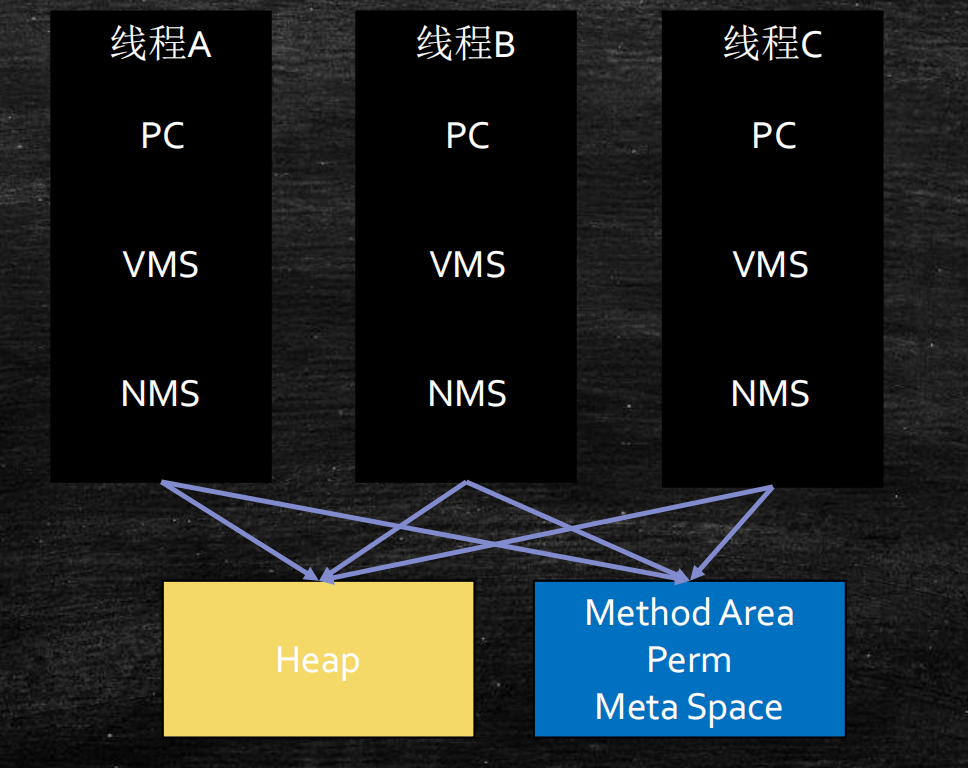 线程A
PC
VMS
NMS
线程B
PC
VMS
NMS
线程C
PC
VMS
NMS
Heap
Method Area
Perm
Meta Space